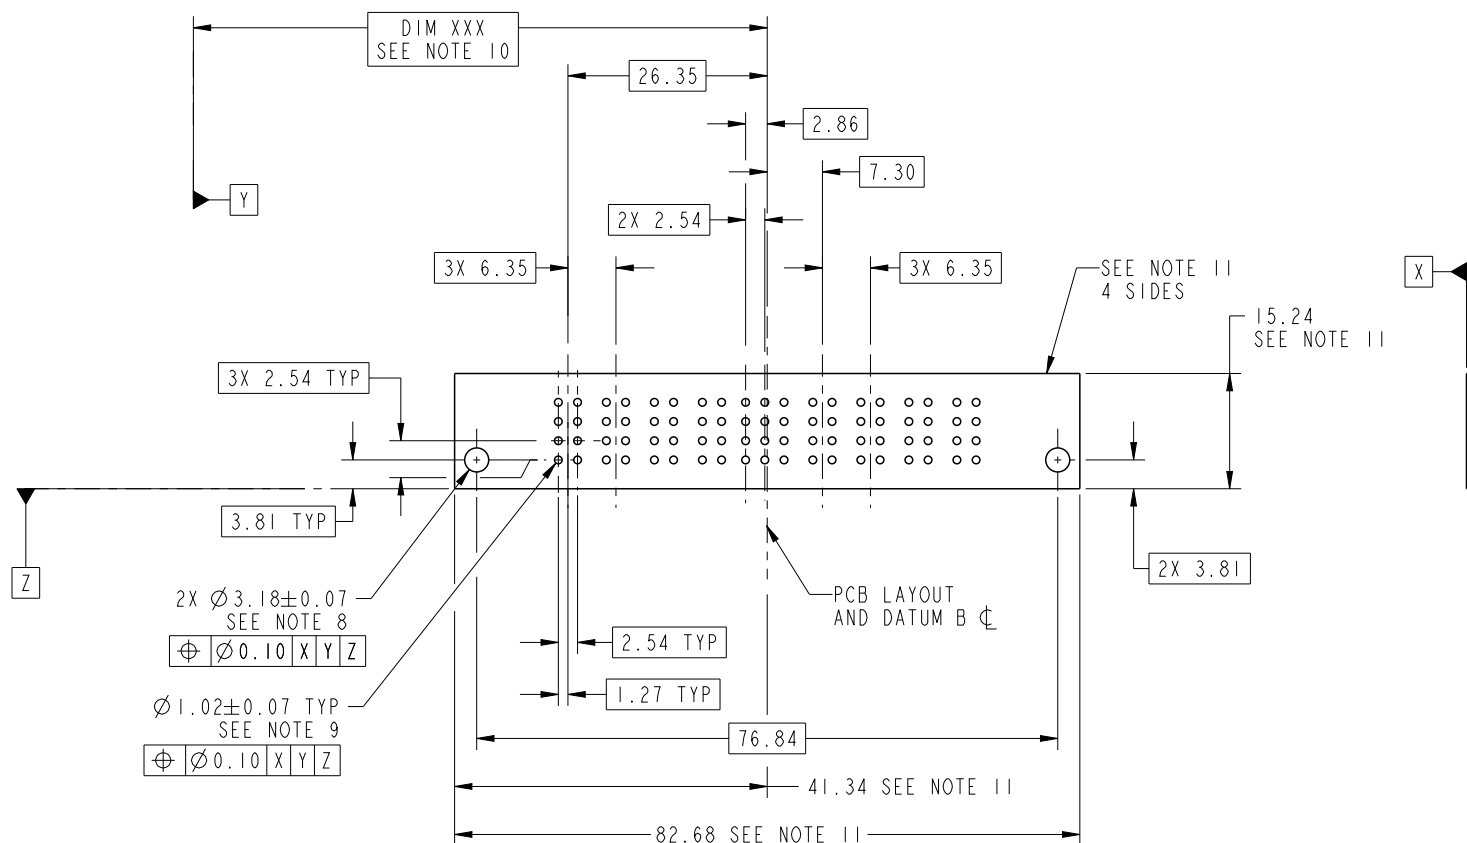 DIM XXX
SEE NOTE 10
26.35
2.86
7.30
Y
2X 2.54
3X 6.35
3X 6.35
SEE NOTE 11
4 SIDES
X
15.24
SEE NOTE 11
3X 2.54 TYP
3.81 TYP
Z
2X 3.81
2X Ø3.18±0.07
SEE NOTE 8
⌖ Ø0.10 X Y Z
PCB LAYOUT
AND DATUM B ℄
2.54 TYP
1.27 TYP
Ø1.02±0.07 TYP
SEE NOTE 9
⌖ Ø0.10 X Y Z
76.84
41.34 SEE NOTE 11
82.68 SEE NOTE 11